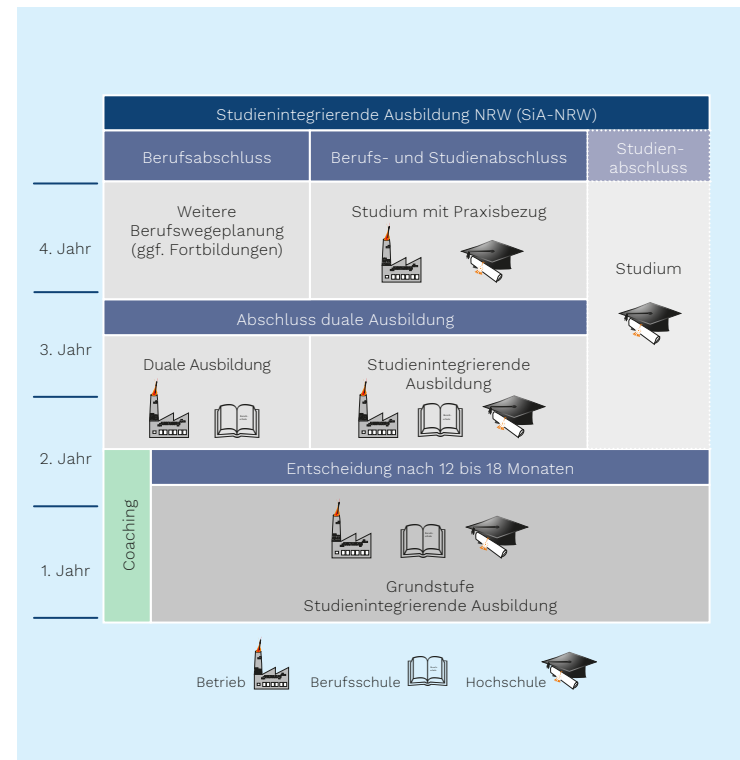 Studienintegrierende Ausbildung NRW (SiA-NRW)
Berufsabschluss
Berufs- und Studienabschluss
Studien-
abschluss
4. Jahr
Weitere
Berufswegeplanung
(ggf. Fortbildungen)
Studium mit Praxisbezug
Studium
Abschluss duale Ausbildung
3. Jahr
Duale Ausbildung
Studienintegrierende
Ausbildung
2. Jahr
Entscheidung nach 12 bis 18 Monaten
Coaching
1. Jahr
Grundstufe
Studienintegrierende Ausbildung
Betrieb
Berufsschule
Hochschule